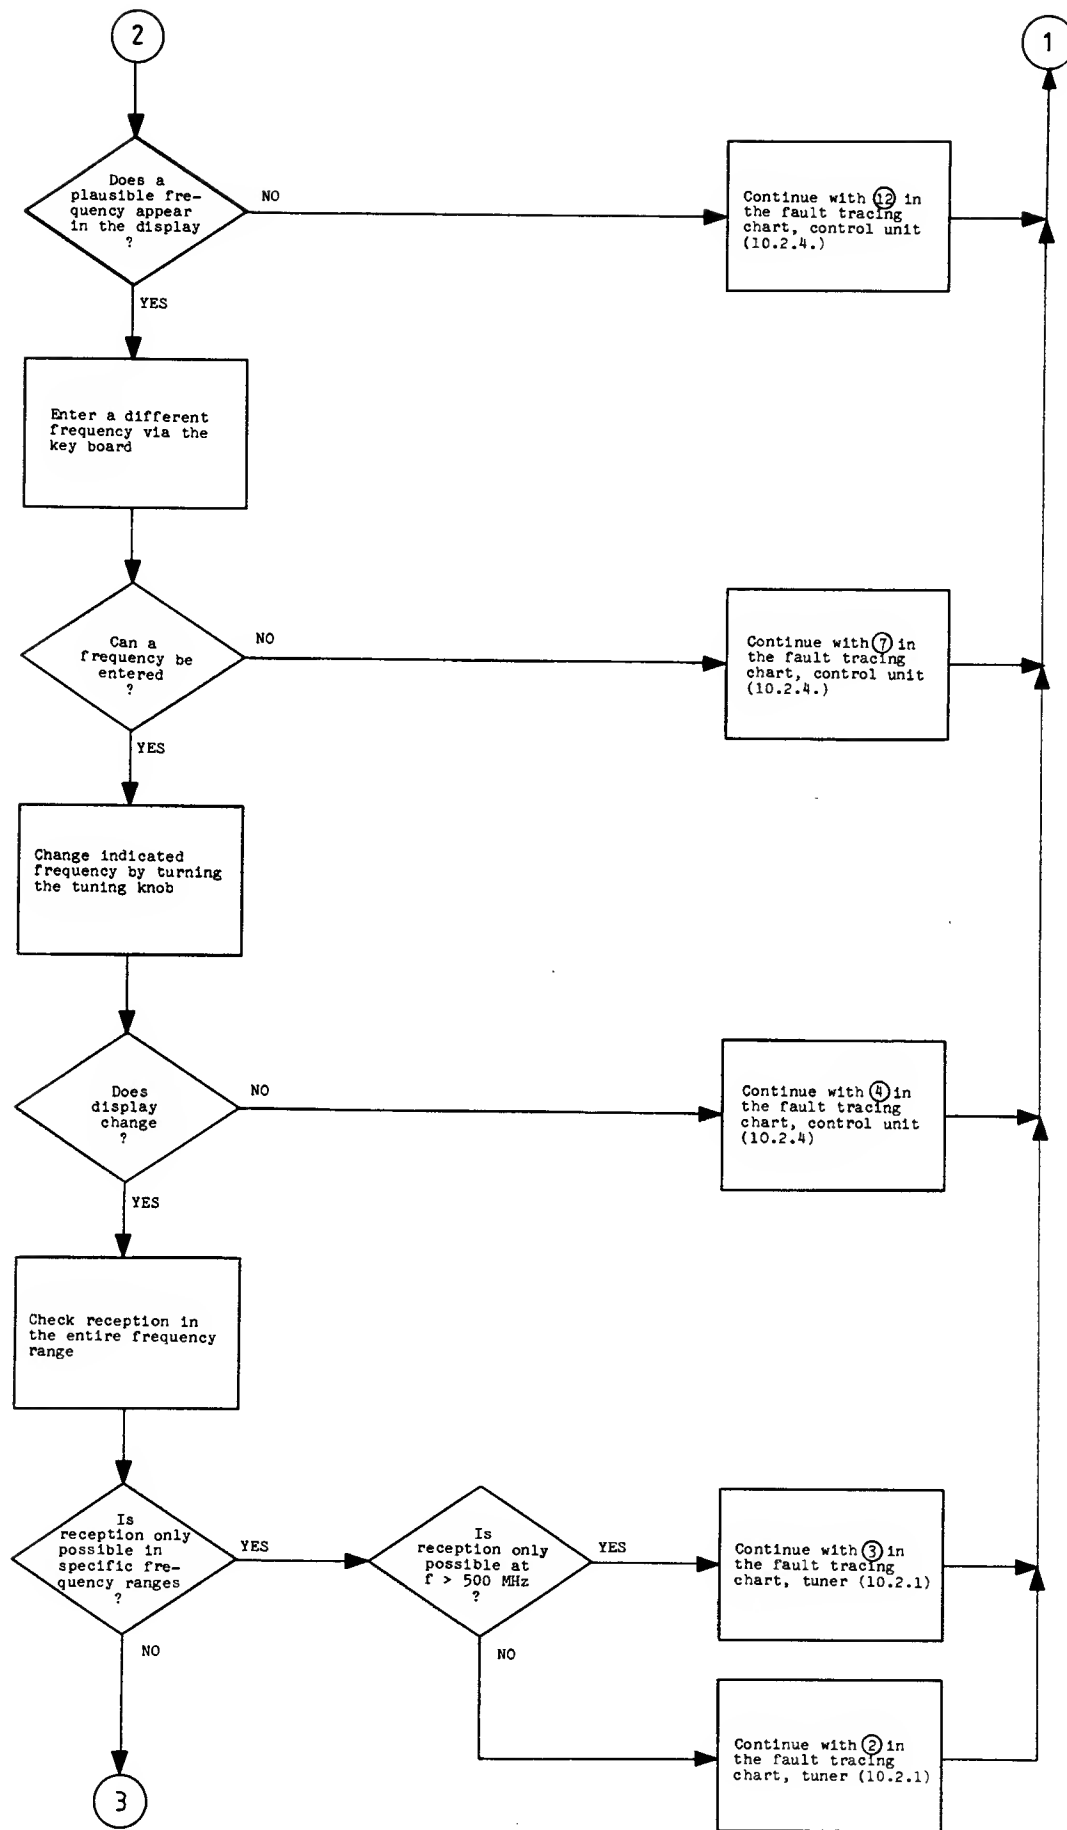 2
1
Does a
plausible fre-
quency appear
in the display
?
NO
Continue with 12 in
the fault tracing
chart, control unit
(10.2.4.)
YES
Enter a different
frequency via the
key board
Can a
frequency be
entered
?
NO
Continue with 7 in
the fault tracing
chart, control unit
(10.2.4.)
YES
Change indicated
frequency by turning
the tuning knob
Does
display
change
?
NO
Continue with 4 in
the fault tracing
chart, control unit
(10.2.4)
YES
Check reception in
the entire frequency
range
Is
reception only
possible in
specific fre-
quency ranges
?
YES
Is
reception only
possible at
f > 500 MHz
?
YES
Continue with 3 in
the fault tracing
chart, tuner (10.2.1)
NO
NO
Continue with 2 in
the fault tracing
chart, tuner (10.2.1)
3